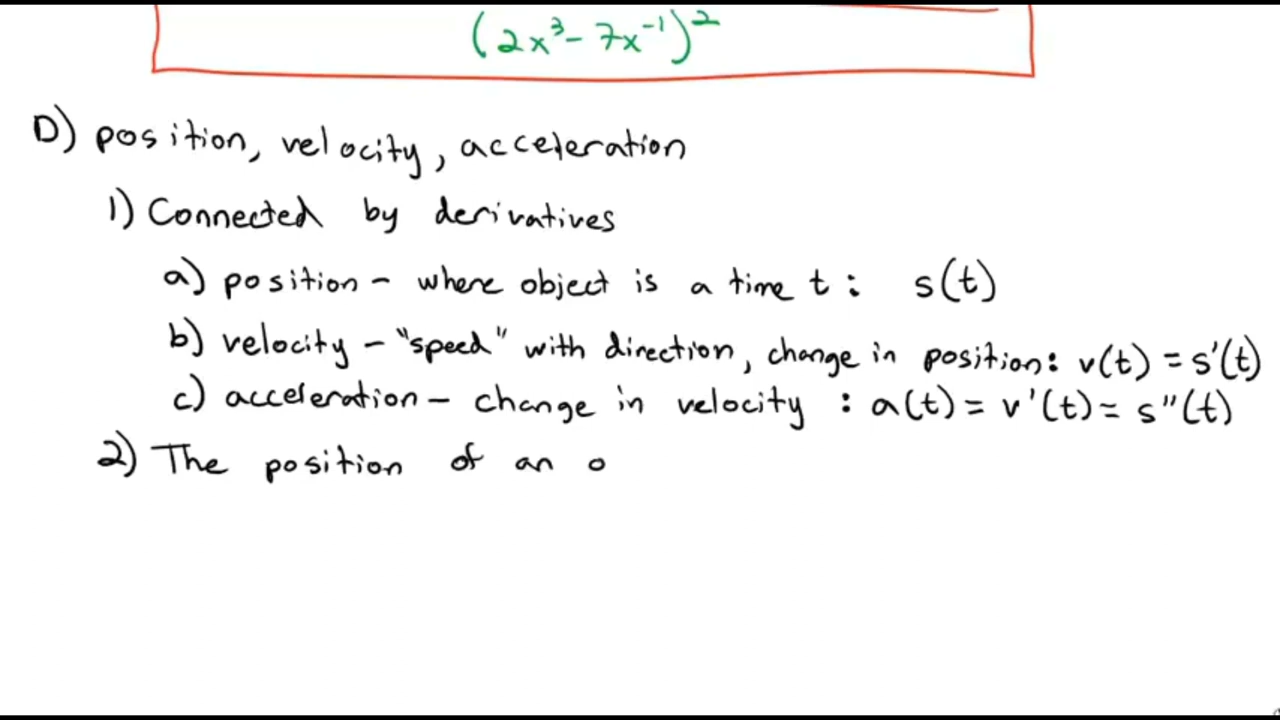 (2x³ - 7x⁻¹)²
D) position, velocity, acceleration
1) Connected by derivatives
a) position - where object is a time t : s(t)
b) velocity - "speed" with direction, change in position: v(t) = s'(t)
c) acceleration - change in velocity : a(t) = v'(t) = s"(t)
2) The position of an o